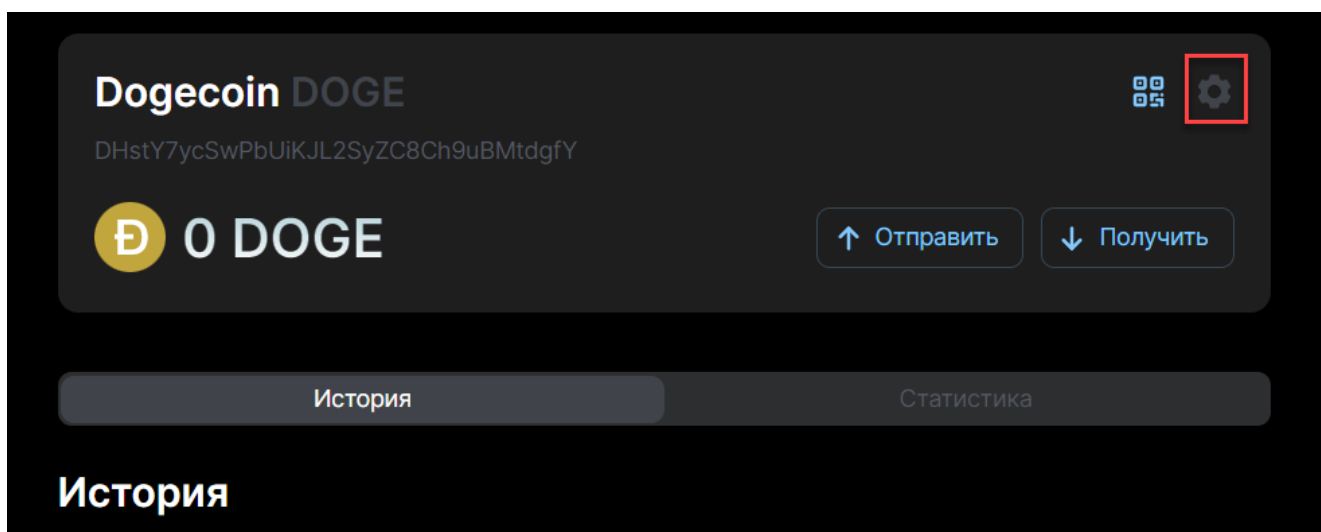 Dogecoin DOGE
DHstY7ycSwPbUiKJL2SyZC8Ch9uBMtdgfY
0 DOGE
Отправить
Получить
История
Статистика
История